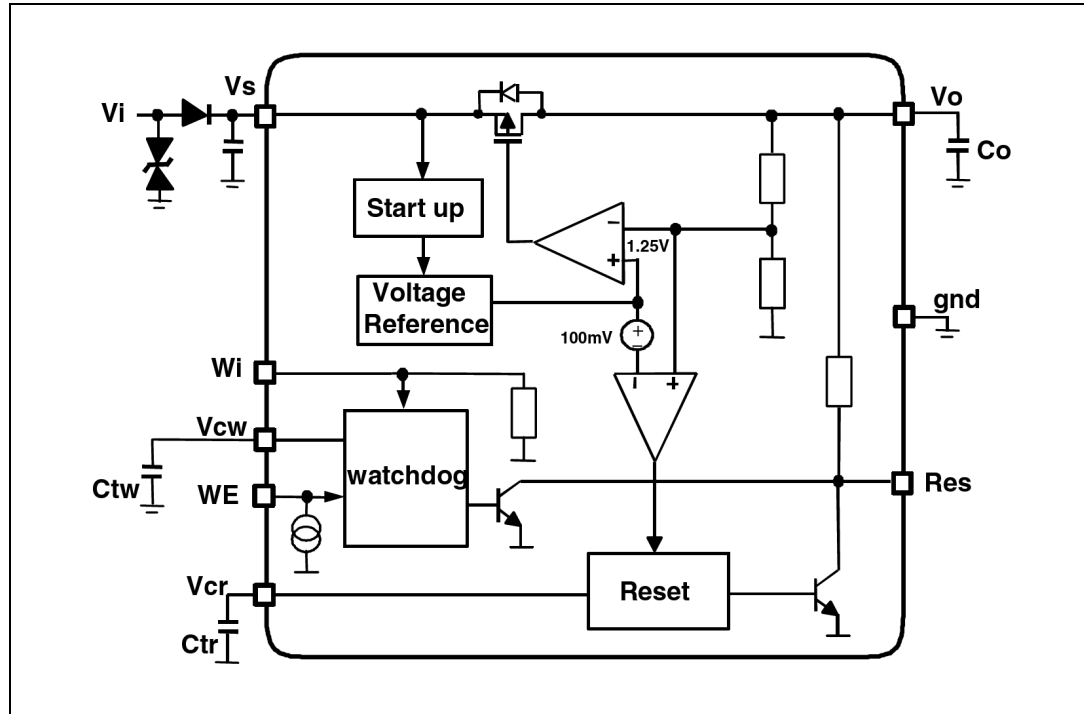 Vi
Vs
Vo
Co
Start up
−
1.25V
+
Voltage
Reference
gnd
100mV
+
−
Wi
−
+
Vcw
watchdog
Ctw
WE
Res
Vcr
Reset
Ctr